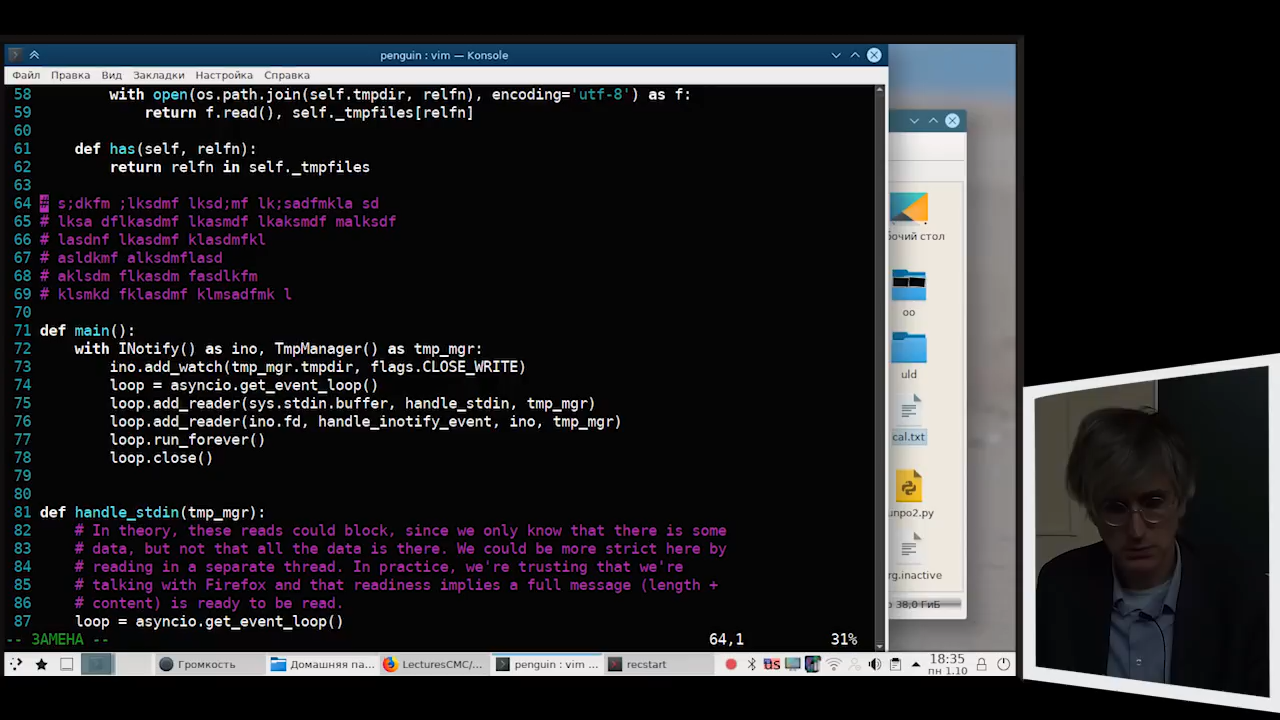 penguin : vim — Konsole
Файл Правка Вид Закладки Настройка Справка
58 with open(os.path.join(self.tmpdir, relfn), encoding='utf-8') as f:
59 return f.read(), self._tmpfiles[relfn]
60
61 def has(self, relfn):
62 return relfn in self._tmpfiles
63
64 # s;dkfm ;lksdmf lksd;mf lk;sadfmkla sd
65 # lksa dflkasdmf lkasmdf lkaksmdf malksdf
66 # lasdnf lkasdmf klasdmfkl
67 # asldkmf alksdmflasd
68 # aklsdm flkasdm fasdlkfm
69 # klsmkd fklasdmf klmsadfmk l
70
71 def main():
72 with INotify() as ino, TmpManager() as tmp_mgr:
73 ino.add_watch(tmp_mgr.tmpdir, flags.CLOSE_WRITE)
74 loop = asyncio.get_event_loop()
75 loop.add_reader(sys.stdin.buffer, handle_stdin, tmp_mgr)
76 loop.add_reader(ino.fd, handle_inotify_event, ino, tmp_mgr)
77 loop.run_forever()
78 loop.close()
79
80
81 def handle_stdin(tmp_mgr):
82 # In theory, these reads could block, since we only know that there is some
83 # data, but not that all the data is there. We could be more strict here by
84 # reading in a separate thread. In practice, we're trusting that we're
85 # talking with Firefox and that readiness implies a full message (length +
86 # content) is ready to be read.
87 loop = asyncio.get_event_loop()
-- ЗАМЕНА -- 64,1 31%
бочий стол
oo
uld
cal.txt
unpo2.py
rg.inactive
о 38,0 ГиБ
Громкость Домашняя па... LecturesCMC/... penguin : vim ... recstart US 18:35
пн 1.10